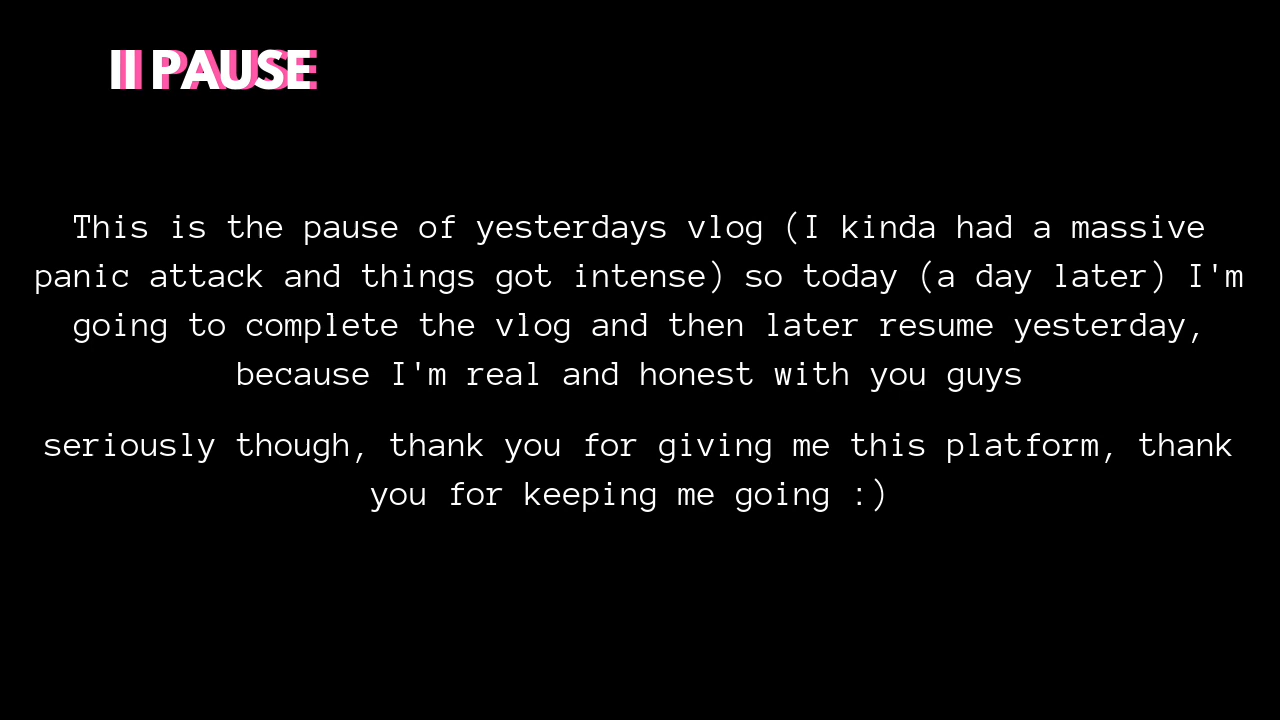 II PAUSE
This is the pause of yesterdays vlog (I kinda had a massive
panic attack and things got intense) so today (a day later) I'm
going to complete the vlog and then later resume yesterday,
because I'm real and honest with you guys
seriously though, thank you for giving me this platform, thank
you for keeping me going :)